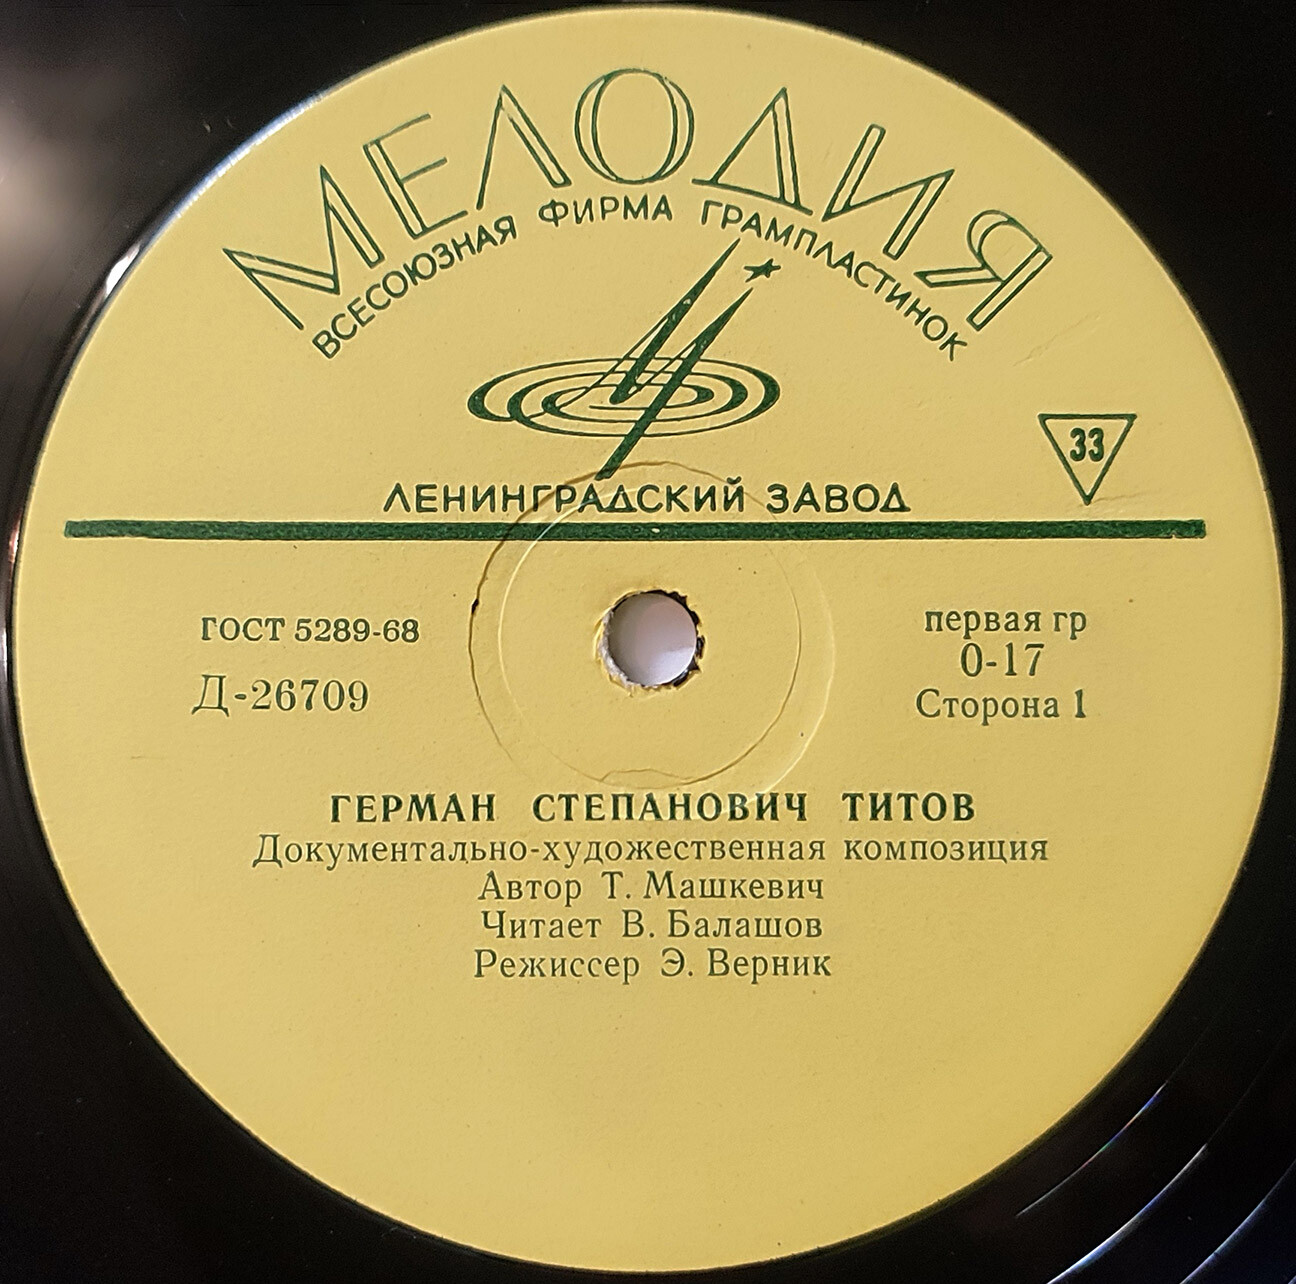 МЕЛОДИЯ
ВСЕСОЮЗНАЯ ФИРМА ГРАМПЛАСТИНОК
33
ЛЕНИНГРАДСКИЙ ЗАВОД
ГОСТ 5289-68
Д-26709
первая гр
0-17
Сторона 1
ГЕРМАН СТЕПАНОВИЧ ТИТОВ
Документально-художественная композиция
Автор Т. Машкевич
Читает В. Балашов
Режиссер Э. Верник